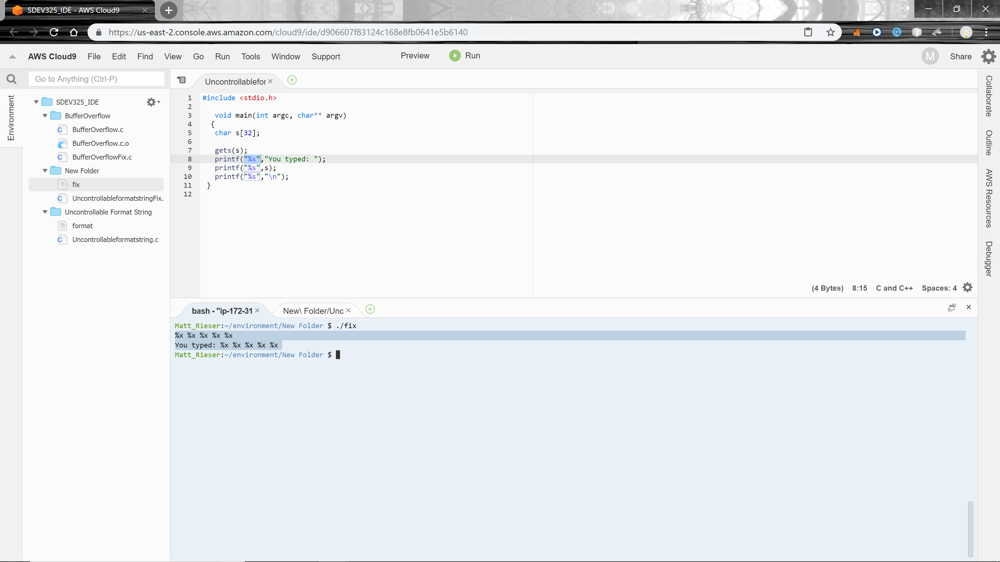 SDEV325_IDE - AWS Cloud9
https://us-east-2.console.aws.amazon.com/cloud9/ide/d906607f83124c168e8fb0641e5b6140
AWS Cloud9 File Edit Find View Go Run Tools Window Support Preview Run M Share
Go to Anything (Ctrl-P)
Environment
SDEV325_IDE
BufferOverflow
BufferOverflow.c
BufferOverflow.c.o
BufferOverflowFix.c
New Folder
fix
UncontrollableformatstringFix.
Uncontrollable Format String
format
Uncontrollableformatstring.c
Uncontrollablefor
1 #include <stdio.h>
2
3 void main(int argc, char** argv)
4 {
5 char s[32];
6
7 gets(s);
8 printf("%s","You typed: ");
9 printf("%s",s);
10 printf("%s","\n");
11 }
12
(4 Bytes) 8:15 C and C++ Spaces: 4
Collaborate
Outline
AWS Resources
Debugger
bash - "ip-172-31 New\ Folder/Unc
Matt_Rieser:~/environment/New Folder $ ./fix
%x %x %x %x %x
You typed: %x %x %x %x %x
Matt_Rieser:~/environment/New Folder $